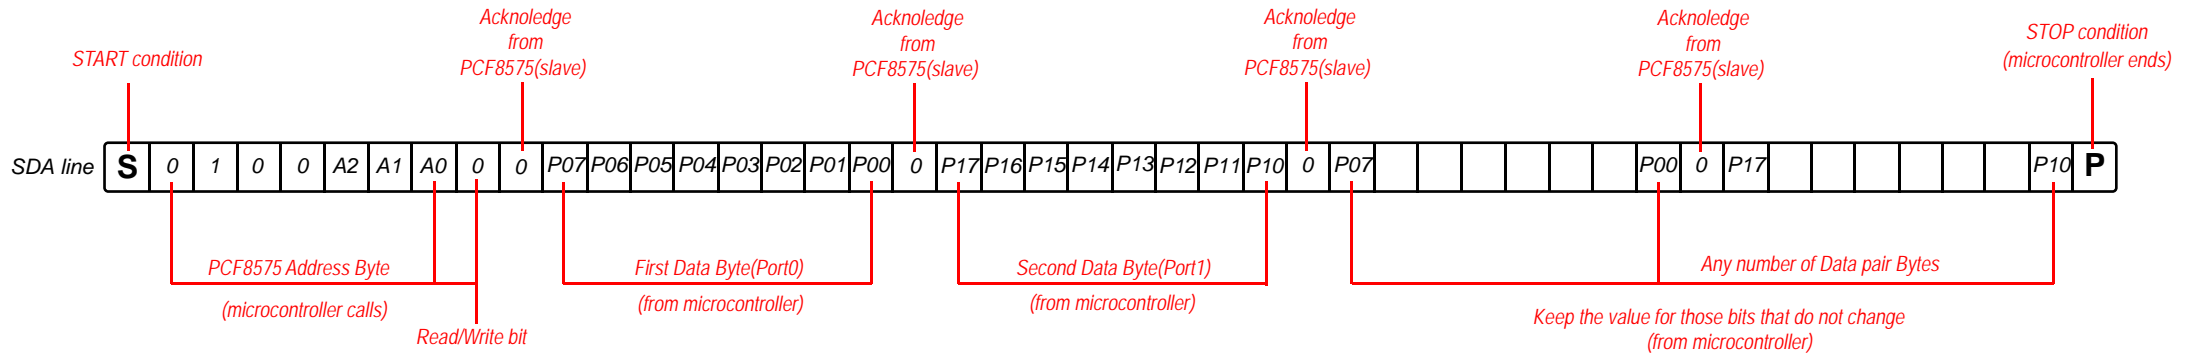 Acknoledge
from
PCF8575(slave)
Acknoledge
from
PCF8575(slave)
Acknoledge
from
PCF8575(slave)
Acknoledge
from
PCF8575(slave)
START condition
STOP condition
(microcontroller ends)
SDA line S 0 1 0 0 A2 A1 A0 0 0 P07 P06 P05 P04 P03 P02 P01 P00 0 P17 P16 P15 P14 P13 P12 P11 P10 0 P07 P00 0 P17 P10 P
PCF8575 Address Byte
(microcontroller calls)
Read/Write bit
First Data Byte(Port0)
(from microcontroller)
Second Data Byte(Port1)
(from microcontroller)
Any number of Data pair Bytes
Keep the value for those bits that do not change
(from microcontroller)